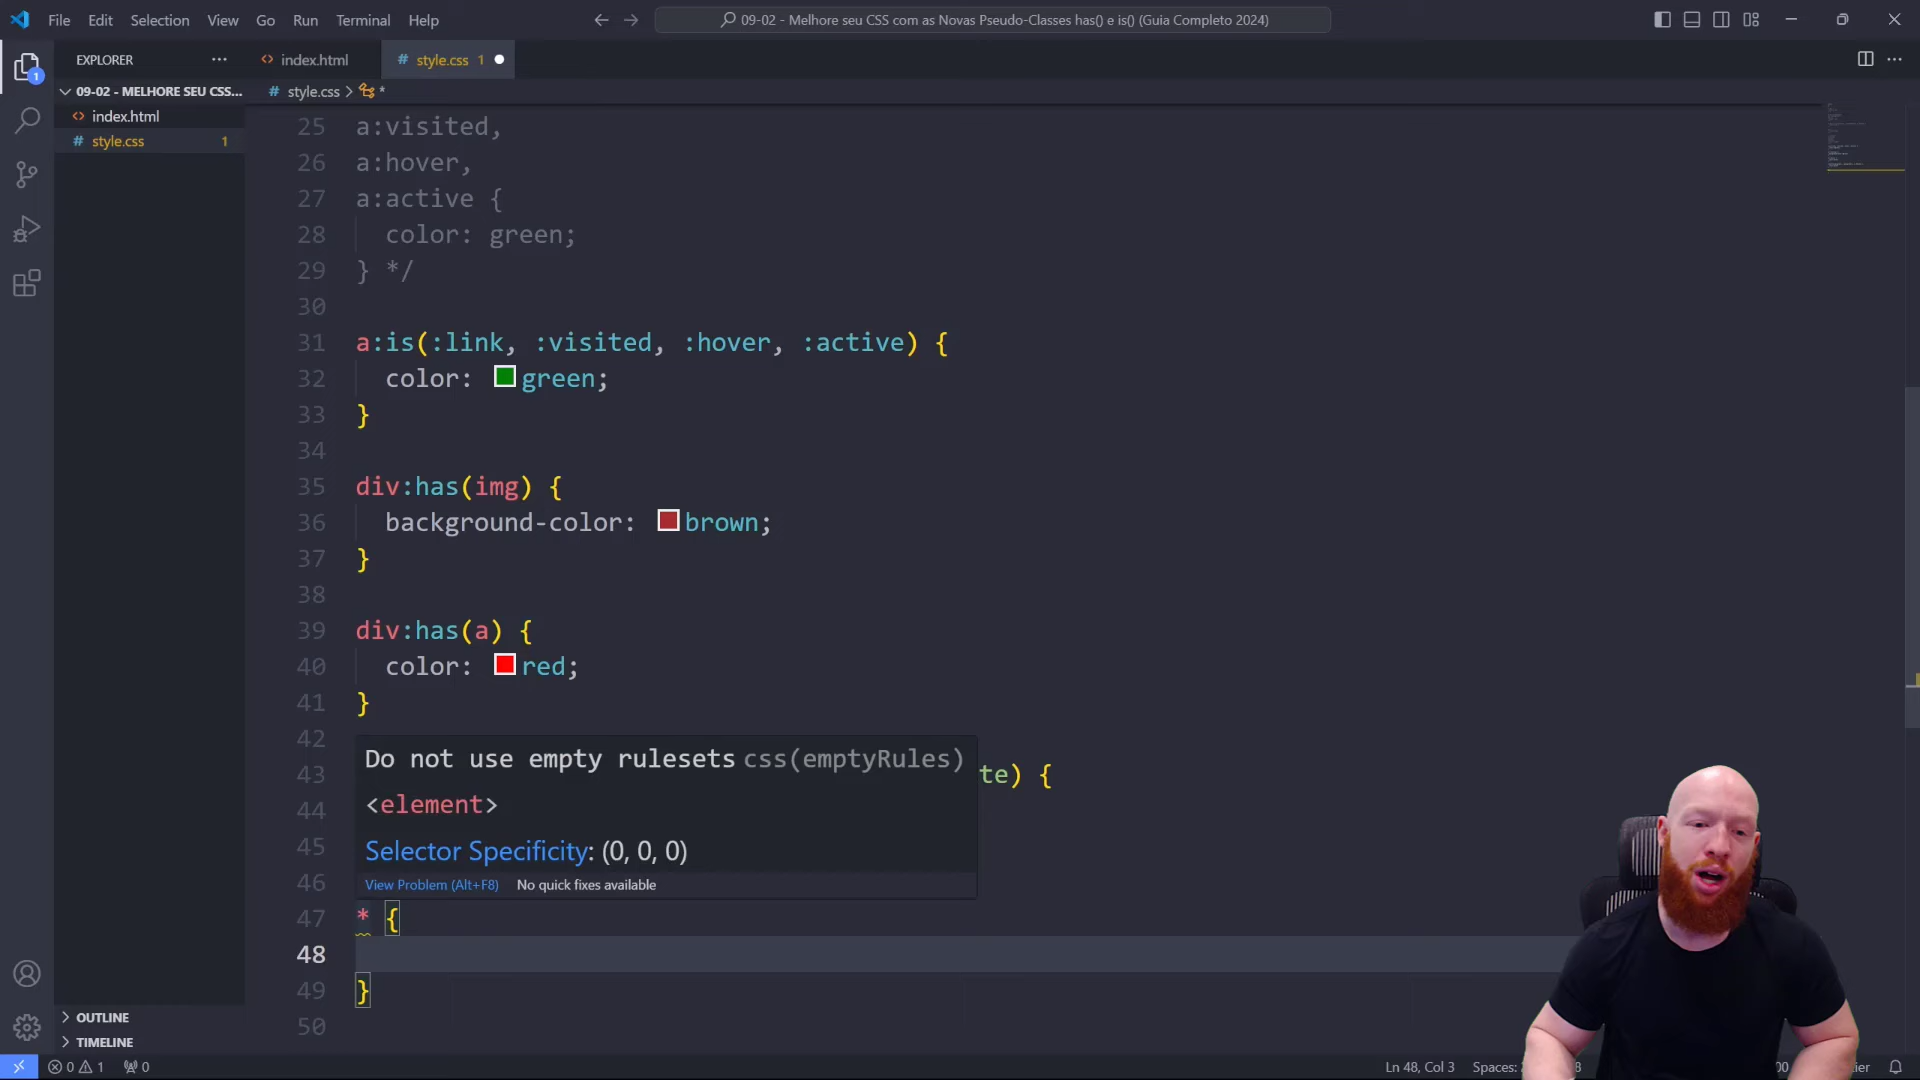 File Edit Selection View Go Run Terminal Help
09-02 - Melhore seu CSS com as Novas Pseudo-Classes has() e is() (Guia Completo 2024)
EXPLORER
index.html
# style.css 1
1
09-02 - MELHORE SEU CSS...
# style.css > *
index.html
# style.css 1
25 a:visited,
26 a:hover,
27 a:active {
28 color: green;
29 } */
30
31 a:is(:link, :visited, :hover, :active) {
32 color: green;
33 }
34
35 div:has(img) {
36 background-color: brown;
37 }
38
39 div:has(a) {
40 color: red;
41 }
42
Do not use empty rulesets css(emptyRules)
43 te) {
<element>
44
45
Selector Specificity: (0, 0, 0)
46
View Problem (Alt+F8) No quick fixes available
47 * {
48
49 }
50
OUTLINE
TIMELINE
0 1 0
Ln 48, Col 3 Spaces: